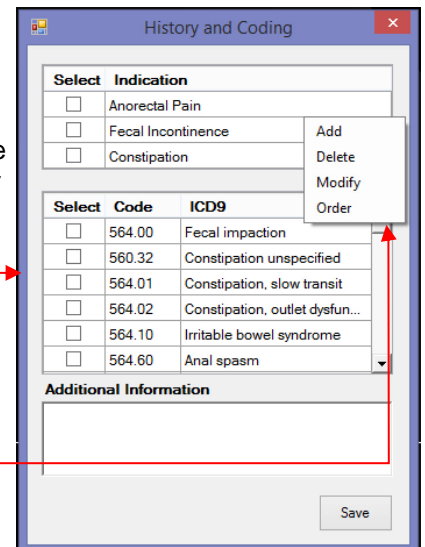 History and Coding
Select Indication
Anorectal Pain
Fecal Incontinence
Constipation
Add
Delete
Modify
Order
Select Code ICD9
564.00 Fecal impaction
560.32 Constipation unspecified
564.01 Constipation, slow transit
564.02 Constipation, outlet dysfun...
564.10 Irritable bowel syndrome
564.60 Anal spasm
Additional Information
Save